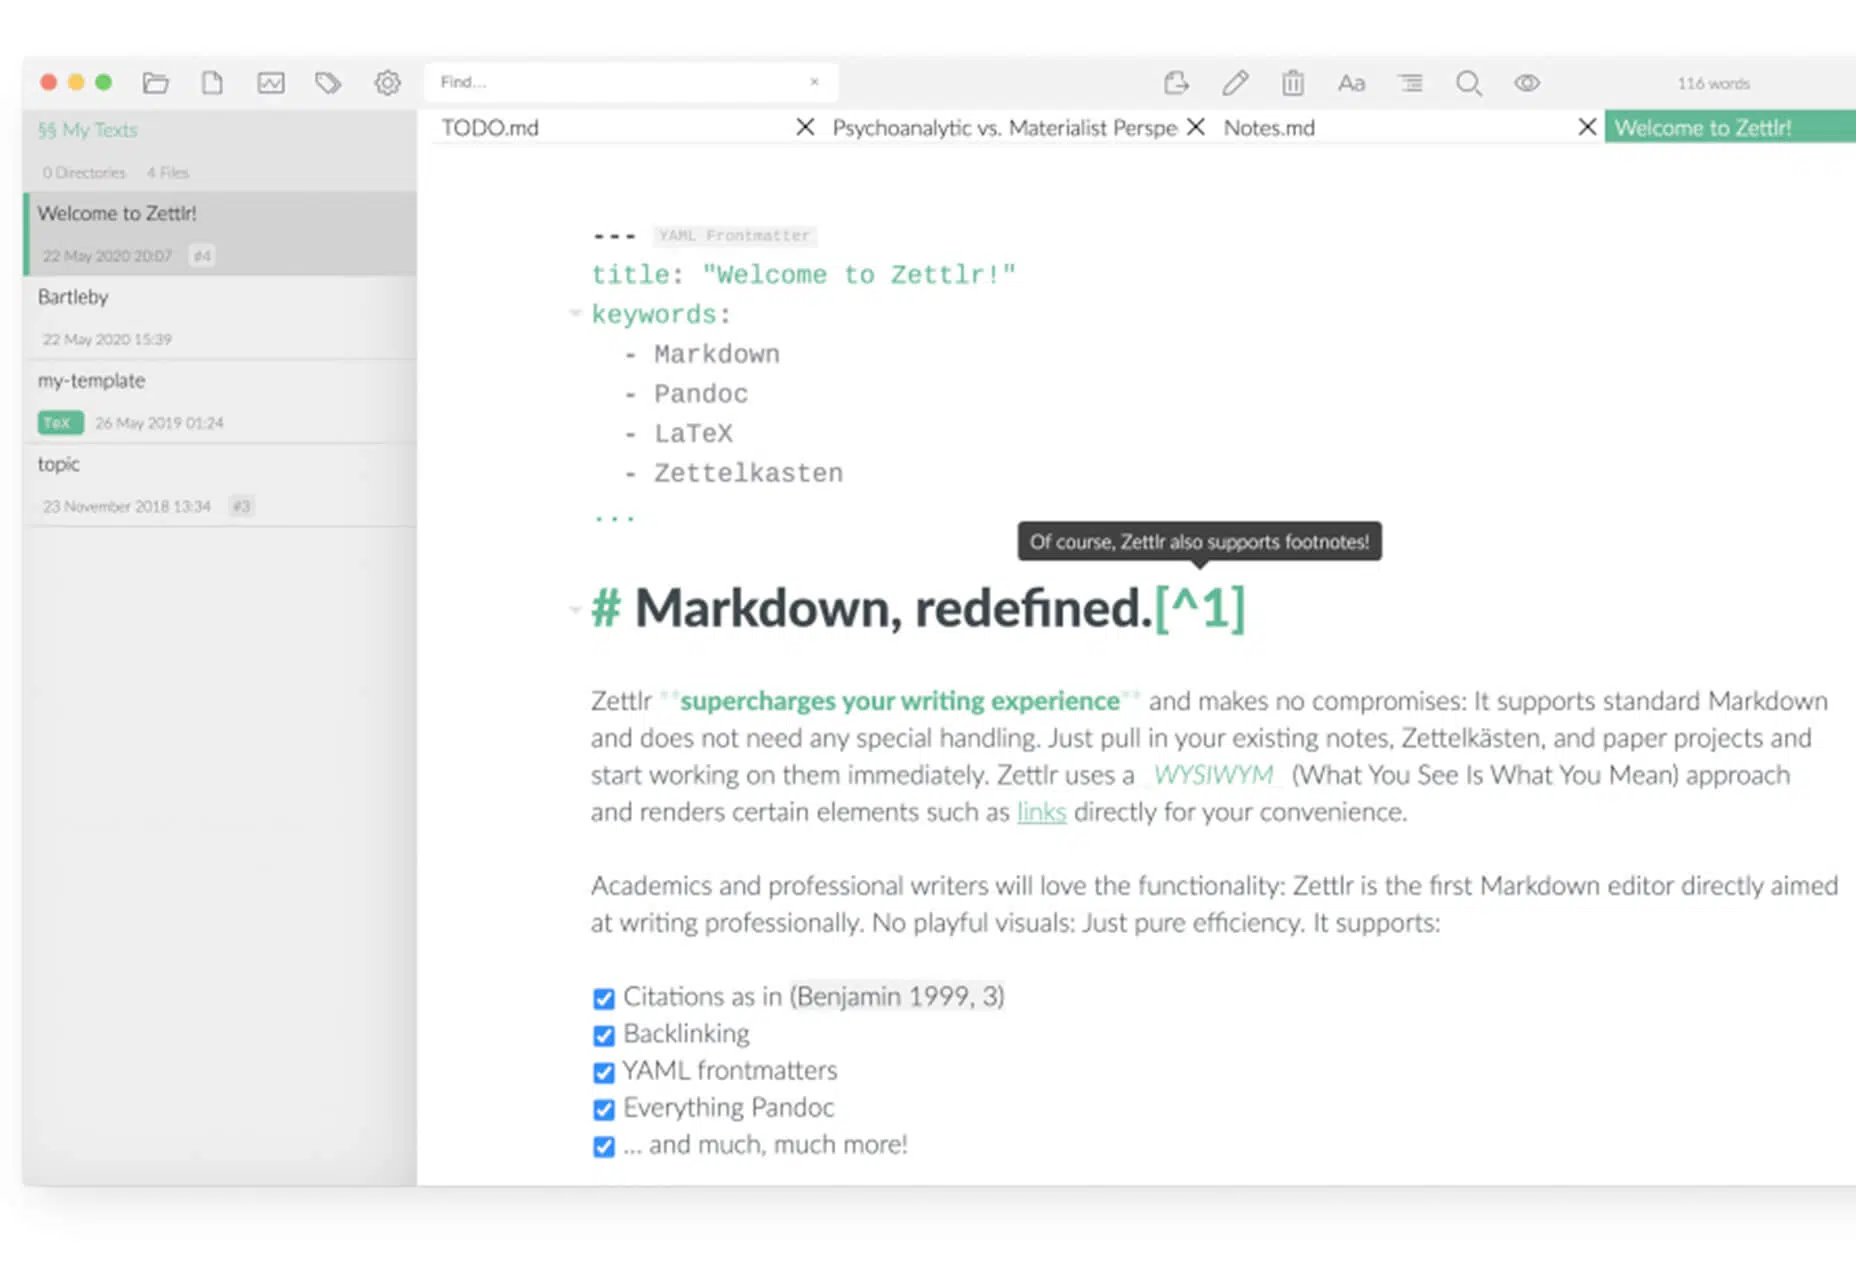 Find...
116 words
§§ My Texts
0 Directories 4 Files
Welcome to Zettlr!
22 May 2020 20:07 #4
Bartleby
22 May 2020 15:39
my-template
TeX 26 May 2019 01:24
topic
23 November 2018 13:34 #3
TODO.md
Psychoanalytic vs. Materialist Perspe
Notes.md
Welcome to Zettlr!
--- YAML Frontmatter
title: "Welcome to Zettlr!"
keywords:
- Markdown
- Pandoc
- LaTeX
- Zettelkasten
...
Of course, Zettlr also supports footnotes!
# Markdown, redefined.[^1]
Zettlr **supercharges your writing experience** and makes no compromises: It supports standard Markdown
and does not need any special handling. Just pull in your existing notes, Zettelkästen, and paper projects and
start working on them immediately. Zettlr uses a _WYSIWYM_ (What You See Is What You Mean) approach
and renders certain elements such as links directly for your convenience.
Academics and professional writers will love the functionality: Zettlr is the first Markdown editor directly aimed
at writing professionally. No playful visuals: Just pure efficiency. It supports:
Citations as in (Benjamin 1999, 3)
Backlinking
YAML frontmatters
Everything Pandoc
... and much, much more!